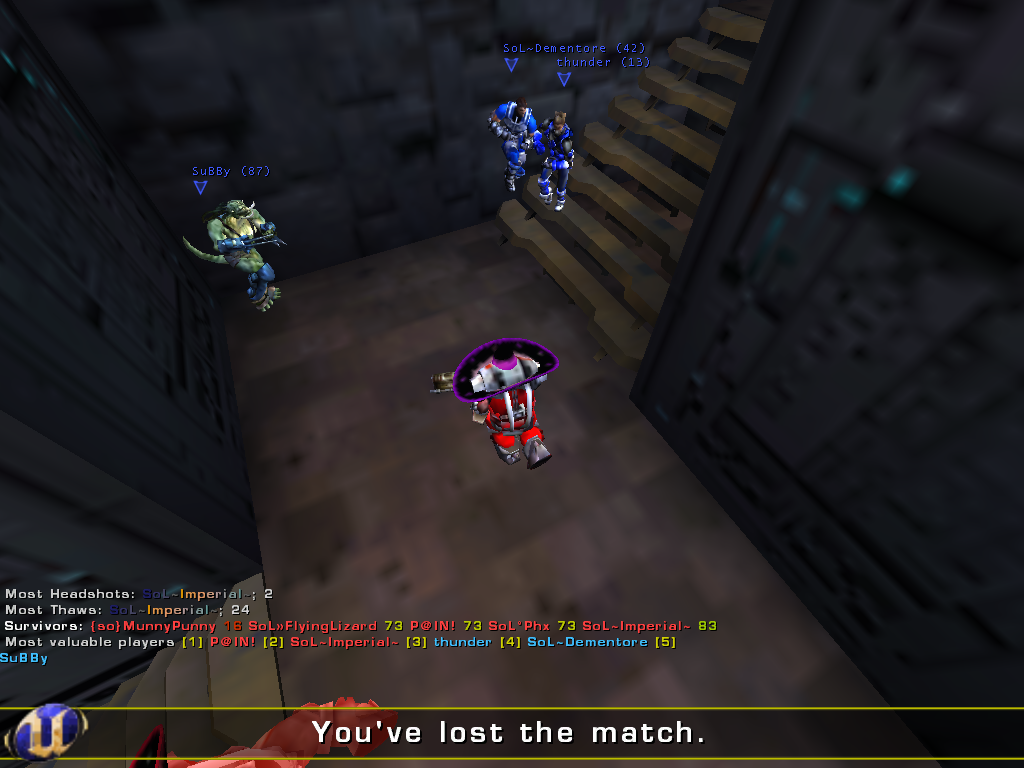 SoL~Dementore (42)
thunder (13)
SuBBy (87)
Most Headshots: SoL~Imperial~; 2
Most Thaws: SoL~Imperial~; 24
Survivors: {so}MunnyPunny 16 SoL»FlyingLizard 73 P@IN! 73 SoL°Phx 73 SoL~Imperial~ 83
Most valuable players [1] P@IN! [2] SoL~Imperial~ [3] thunder [4] SoL~Dementore [5]
SuBBy
You've lost the match.